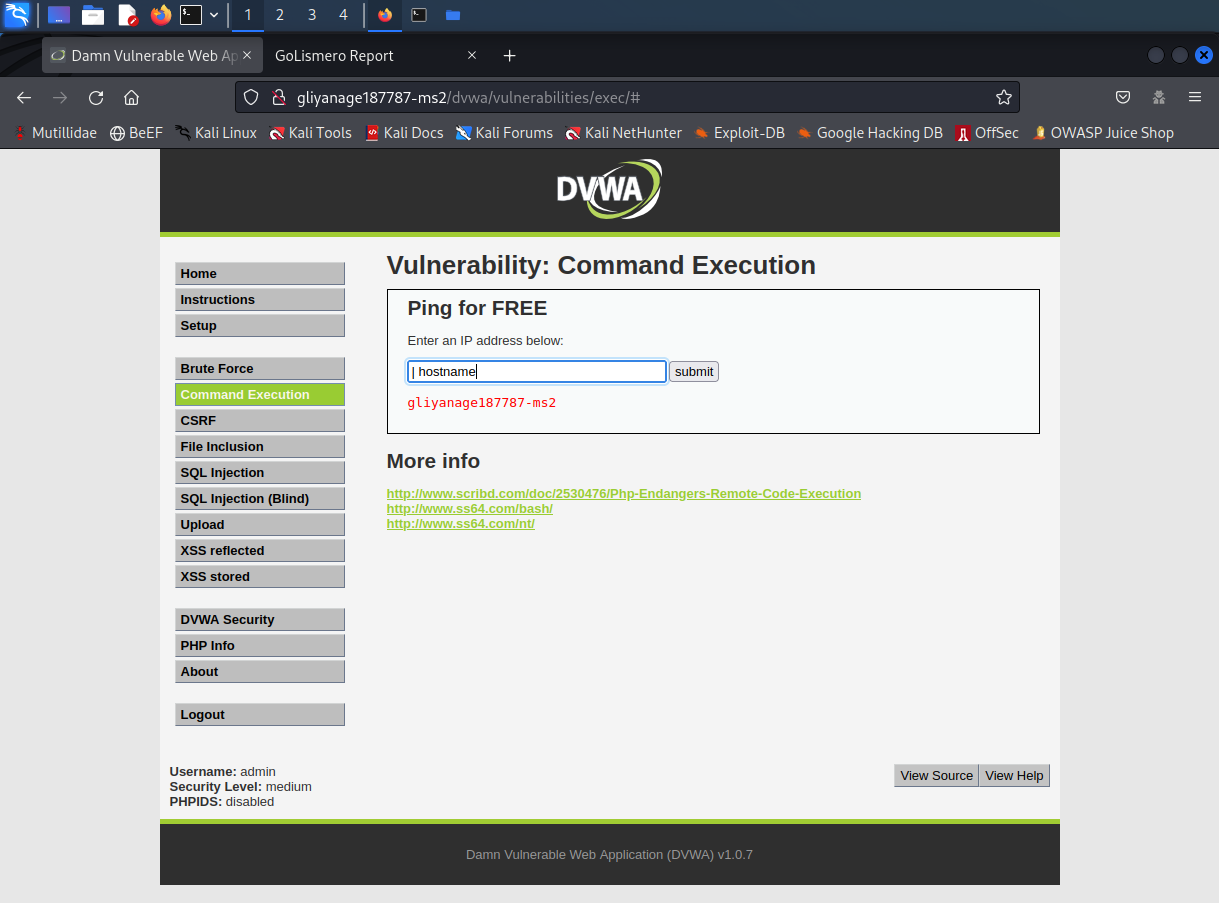 1 2 3 4
Damn Vulnerable Web Ap
GoLismero Report
gliyanage187787-ms2/dvwa/vulnerabilities/exec/#
Mutillidae BeEF Kali Linux Kali Tools Kali Docs Kali Forums Kali NetHunter Exploit-DB Google Hacking DB OffSec OWASP Juice Shop
DVWA
Home
Instructions
Setup
Brute Force
Command Execution
CSRF
File Inclusion
SQL Injection
SQL Injection (Blind)
Upload
XSS reflected
XSS stored
DVWA Security
PHP Info
About
Logout
Vulnerability: Command Execution
Ping for FREE
Enter an IP address below:
| hostname submit
gliyanage187787-ms2
More info
http://www.scribd.com/doc/2530476/Php-Endangers-Remote-Code-Execution
http://www.ss64.com/bash/
http://www.ss64.com/nt/
Username: admin
Security Level: medium
PHPIDS: disabled
View Source View Help
Damn Vulnerable Web Application (DVWA) v1.0.7